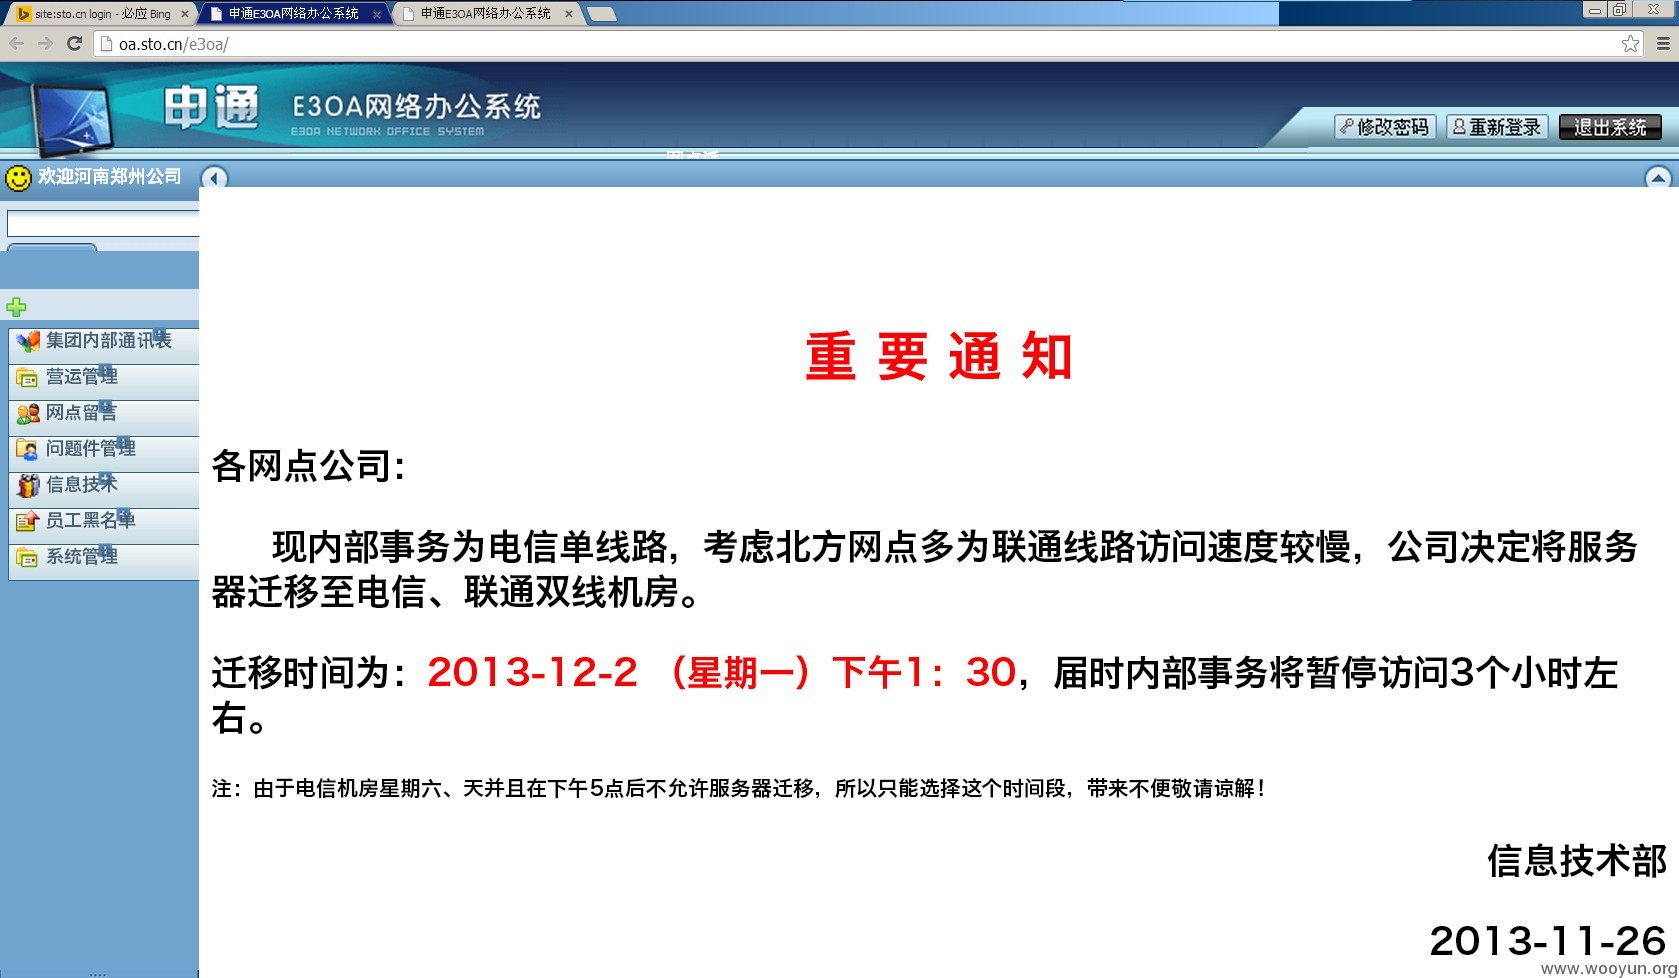 site:sto.cn login - 必应 Bing
申通E3OA网络办公系统
申通E3OA网络办公系统
oa.sto.cn/e3oa/
申通 E3OA网络办公系统
E3OA NETWORK OFFICE SYSTEM
修改密码 重新登录 退出系统
欢迎河南郑州公司
集团内部通讯表
营运管理
网点留言
问题件管理
信息技术
员工黑名单
系统管理
重 要 通 知
各网点公司：
现内部事务为电信单线路，考虑北方网点多为联通线路访问速度较慢，公司决定将服务
器迁移至电信、联通双线机房。
迁移时间为：2013-12-2 （星期一）下午1：30，届时内部事务将暂停访问3个小时左
右。
注：由于电信机房星期六、天并且在下午5点后不允许服务器迁移，所以只能选择这个时间段，带来不便敬请谅解！
信息技术部
2013-11-26
www.wooyun.org